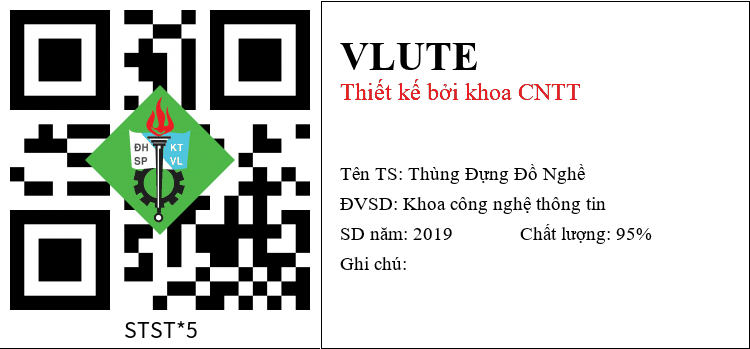 ĐH KT
SP VL
STST*5
VLUTE
Thiết kế bởi khoa CNTT
Tên TS: Thùng Đựng Đồ Nghề
ĐVSD: Khoa công nghệ thông tin
SD năm: 2019 Chất lượng: 95%
Ghi chú: